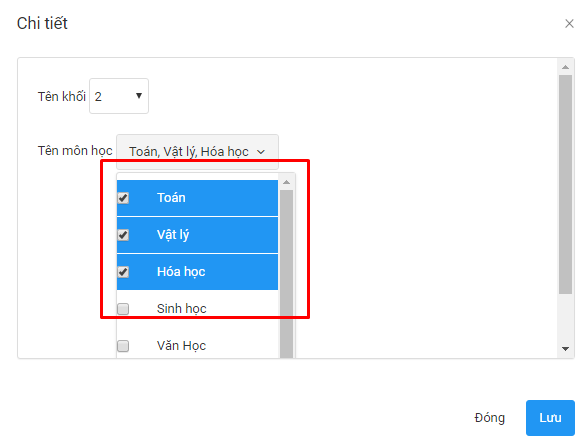 Chi tiết ×
Tên khối 2
Tên môn học Toán, Vật lý, Hóa học
Toán
Vật lý
Hóa học
Sinh học
Văn Học
Đóng Lưu